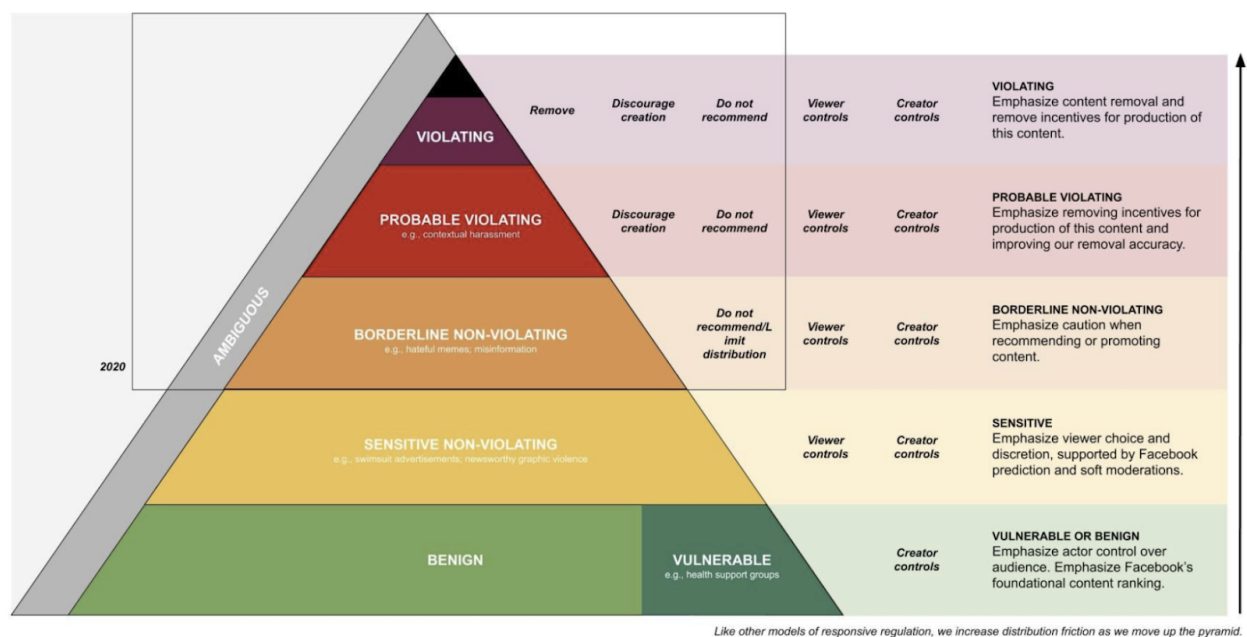 VIOLATING
Remove
Discourage
creation
Do not
recommend
Viewer
controls
Creator
controls
VIOLATING
Emphasize content removal and
remove incentives for production of
this content.
PROBABLE VIOLATING
e.g., contextual harassment
Discourage
creation
Do not
recommend
Viewer
controls
Creator
controls
PROBABLE VIOLATING
Emphasize removing incentives for
production of this content and
improving our removal accuracy.
AMBIGUOUS
2020
BORDERLINE NON-VIOLATING
e.g., hateful memes; misinformation
Do not
recommend/L
imit
distribution
Viewer
controls
Creator
controls
BORDERLINE NON-VIOLATING
Emphasize caution when
recommending or promoting
content.
SENSITIVE NON-VIOLATING
e.g., swimsuit advertisements; newsworthy graphic violence
Viewer
controls
Creator
controls
SENSITIVE
Emphasize viewer choice and
discretion, supported by Facebook
prediction and soft moderations.
BENIGN
VULNERABLE
e.g., health support groups
Creator
controls
VULNERABLE OR BENIGN
Emphasize actor control over
audience. Emphasize Facebook's
foundational content ranking.
Like other models of responsive regulation, we increase distribution friction as we move up the pyramid.